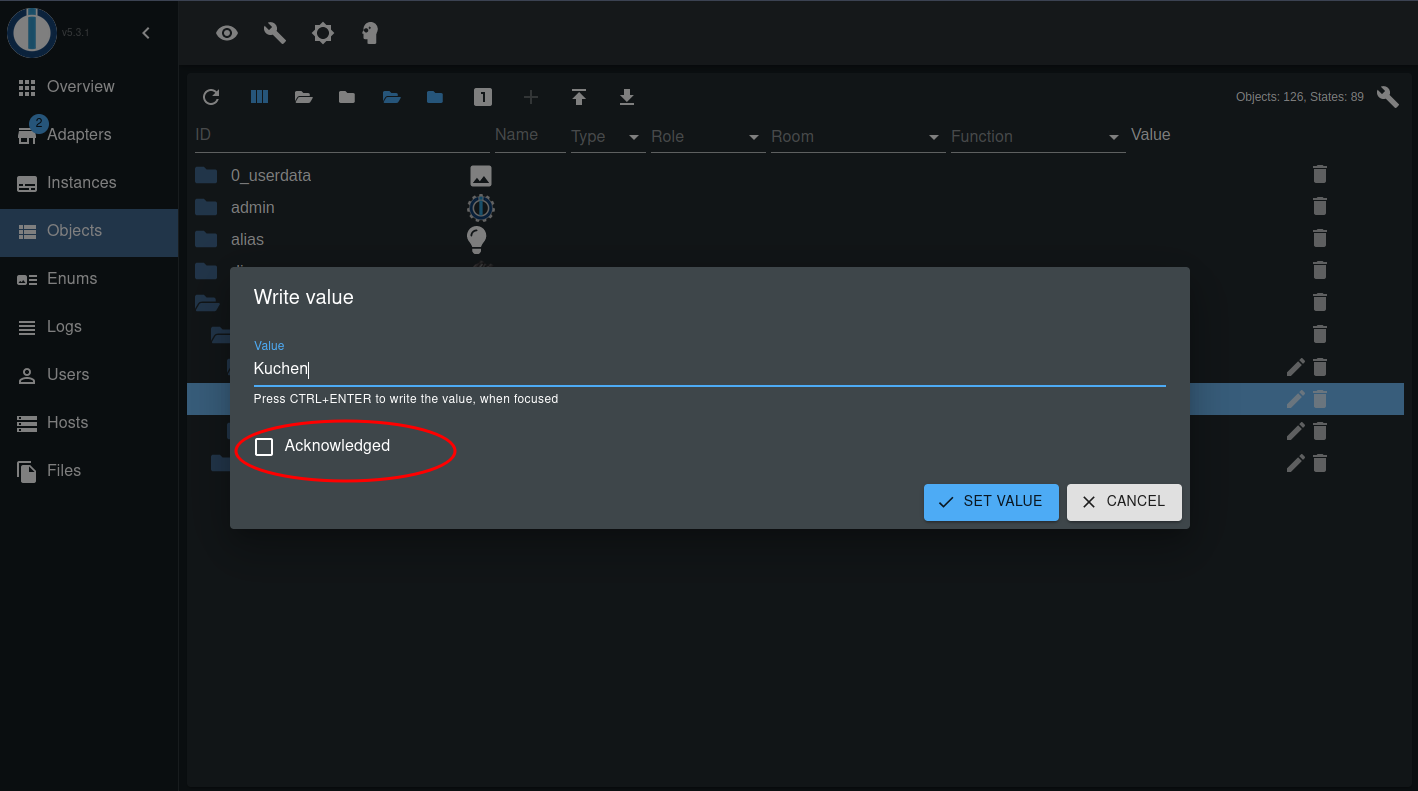 v5.3.1
Overview
2
Adapters
Instances
Objects
Enums
Logs
Users
Hosts
Files
1
Objects: 126, States: 89
ID Name Type Role Room Function Value
0_userdata
admin
alias
Write value
Value
Kuchen
Press CTRL+ENTER to write the value, when focused
Acknowledged
SET VALUE CANCEL